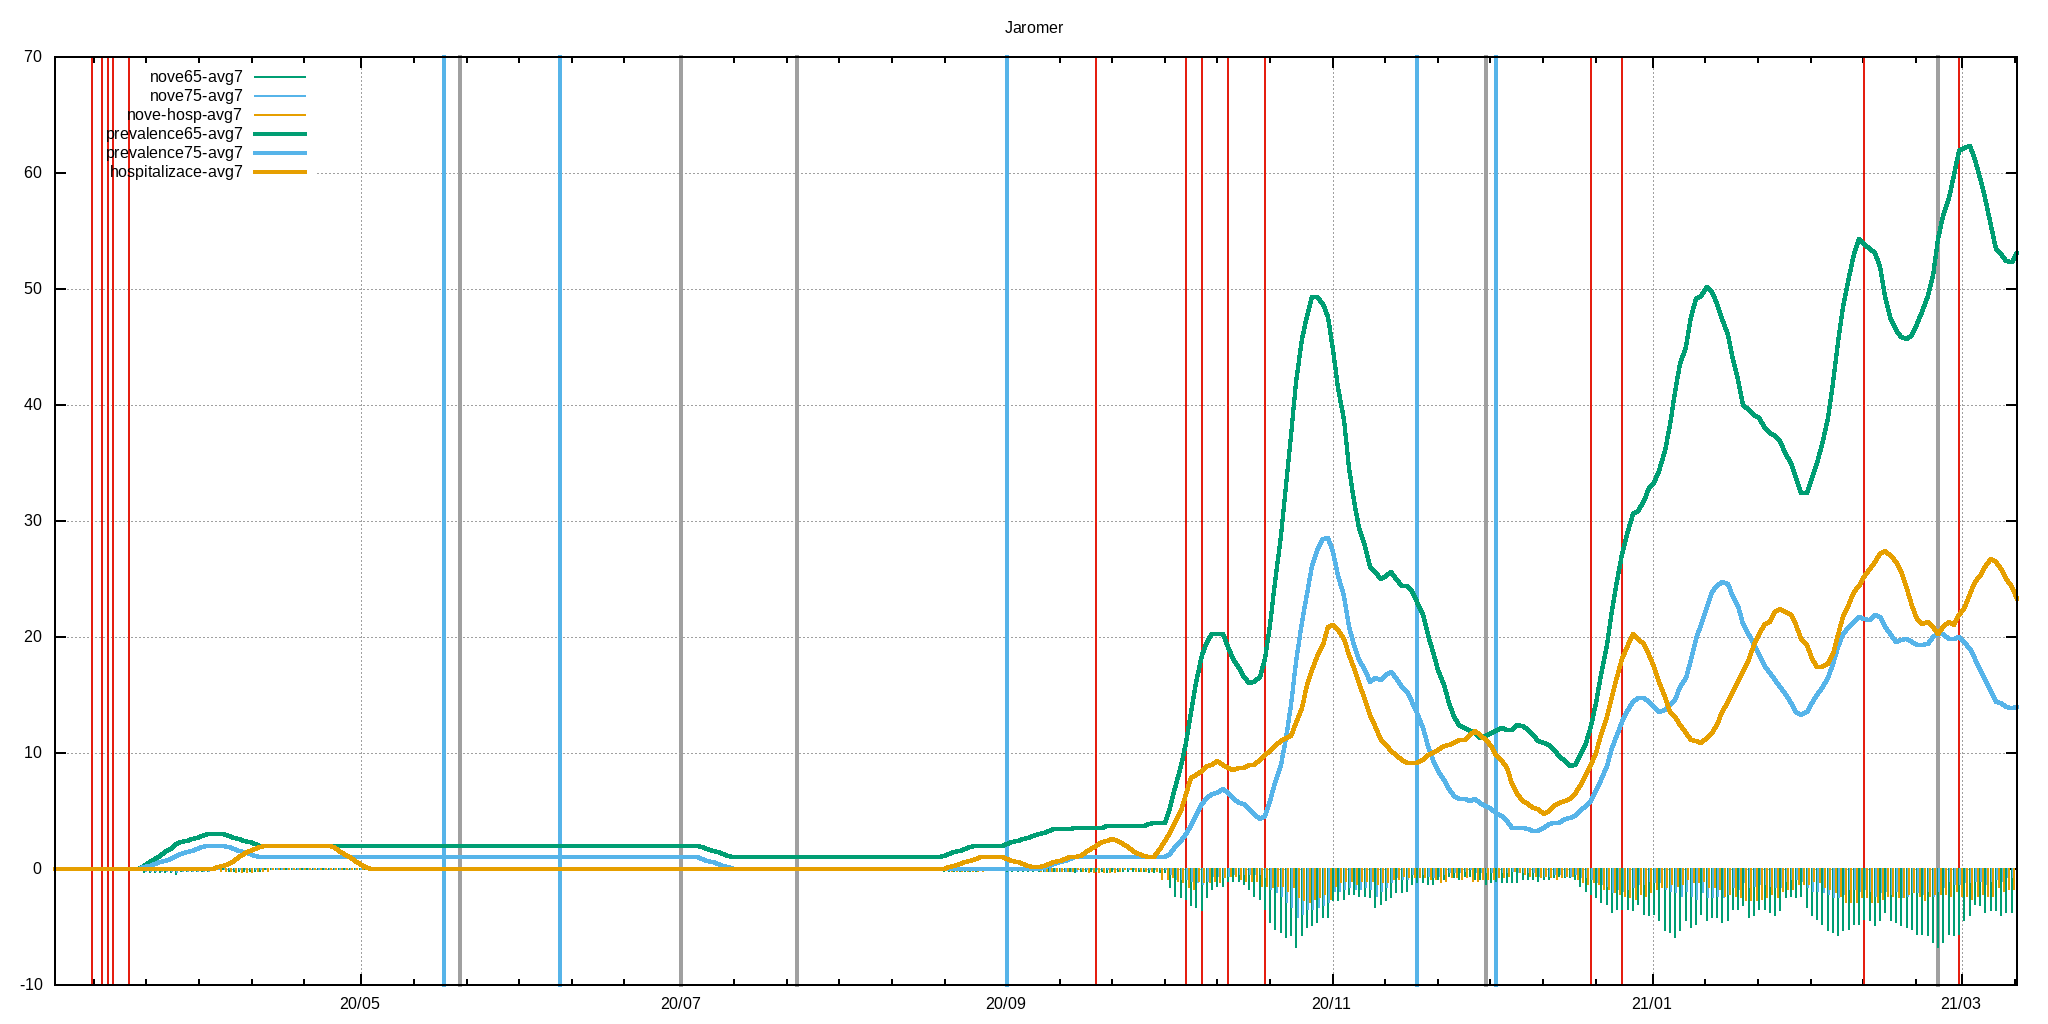 Jaromer
70
nove65-avg7
nove75-avg7
nove-hosp-avg7
prevalence65-avg7
prevalence75-avg7
hospitalizace-avg7
60
50
40
30
20
10
0
-10
20/05 20/07 20/09 20/11 21/01 21/03